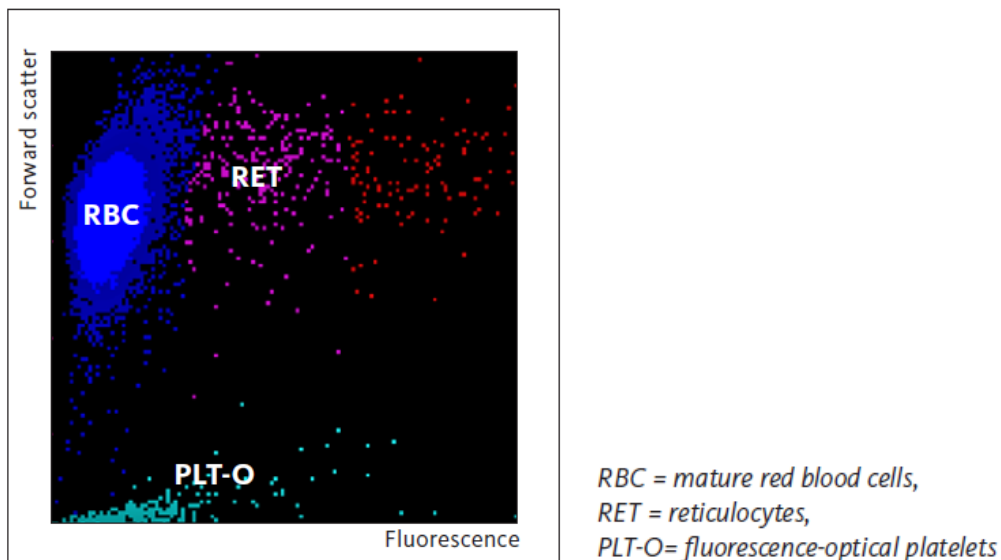 Forward scatter
RBC
RET
PLT-O
Fluorescence
RBC = mature red blood cells,
RET = reticulocytes,
PLT-O= fluorescence-optical platelets